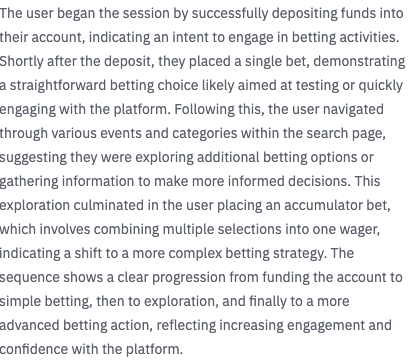 The user began the session by successfully depositing funds into
their account, indicating an intent to engage in betting activities.
Shortly after the deposit, they placed a single bet, demonstrating
a straightforward betting choice likely aimed at testing or quickly
engaging with the platform. Following this, the user navigated
through various events and categories within the search page,
suggesting they were exploring additional betting options or
gathering information to make more informed decisions. This
exploration culminated in the user placing an accumulator bet,
which involves combining multiple selections into one wager,
indicating a shift to a more complex betting strategy. The
sequence shows a clear progression from funding the account to
simple betting, then to exploration, and finally to a more
advanced betting action, reflecting increasing engagement and
confidence with the platform.